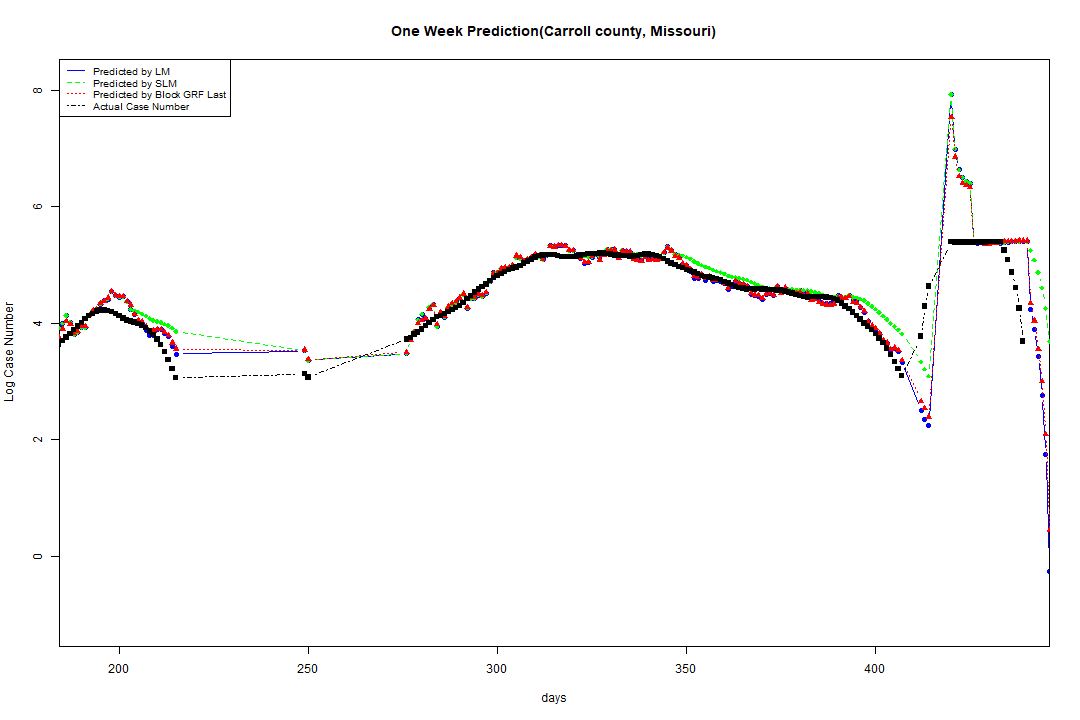 One Week Prediction(Carroll county, Missouri)
Predicted by LM
Predicted by SLM
Predicted by Block GRF Last
Actual Case Number
8
6
4
2
0
Log Case Number
200 250 300 350 400
days